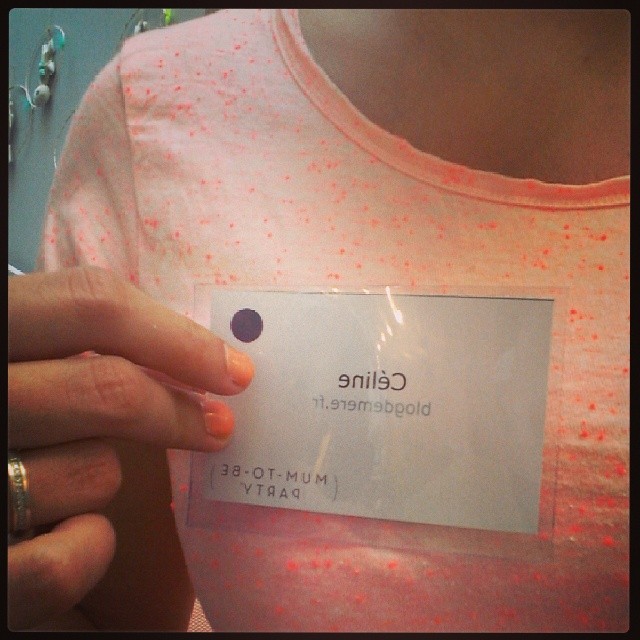 Céline
blogdemere.fr
(MUM-TO-BE
PARTY)